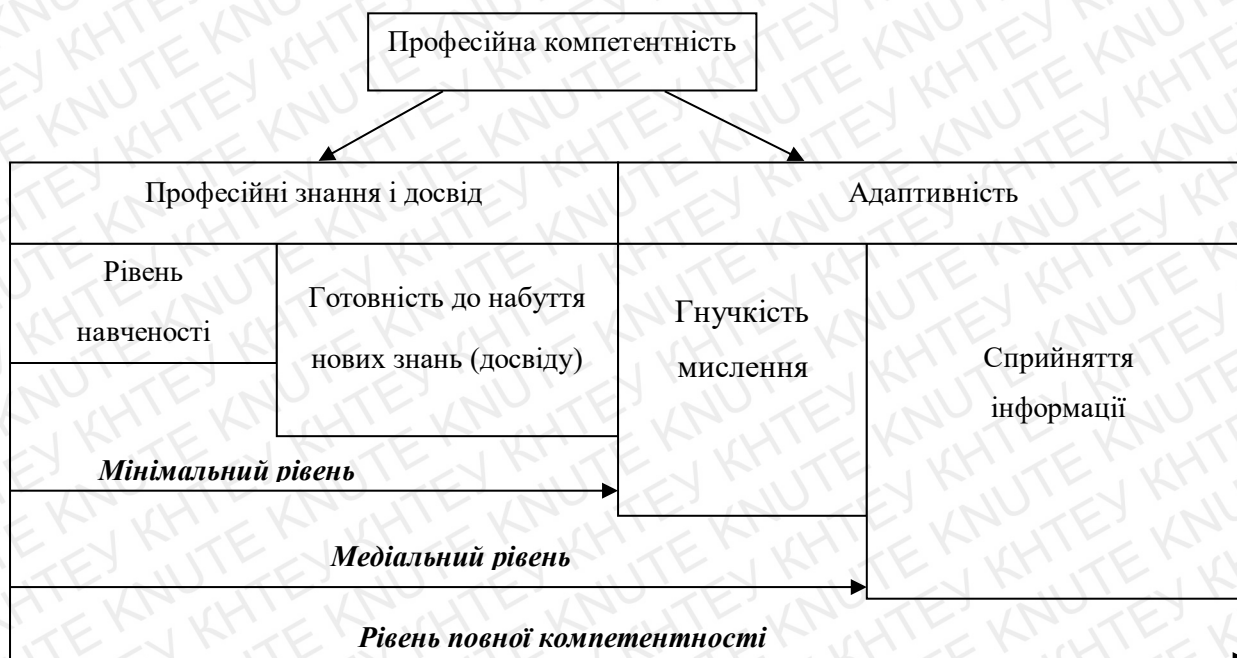 Професійна компетентність
Професійні знання і досвід
Адаптивність
Рівень
навченості
Готовність до набуття
нових знань (досвіду)
Гнучкість
мислення
Сприйняття
інформації
Мінімальний рівень
Медіальний рівень
Рівень повної компетентності